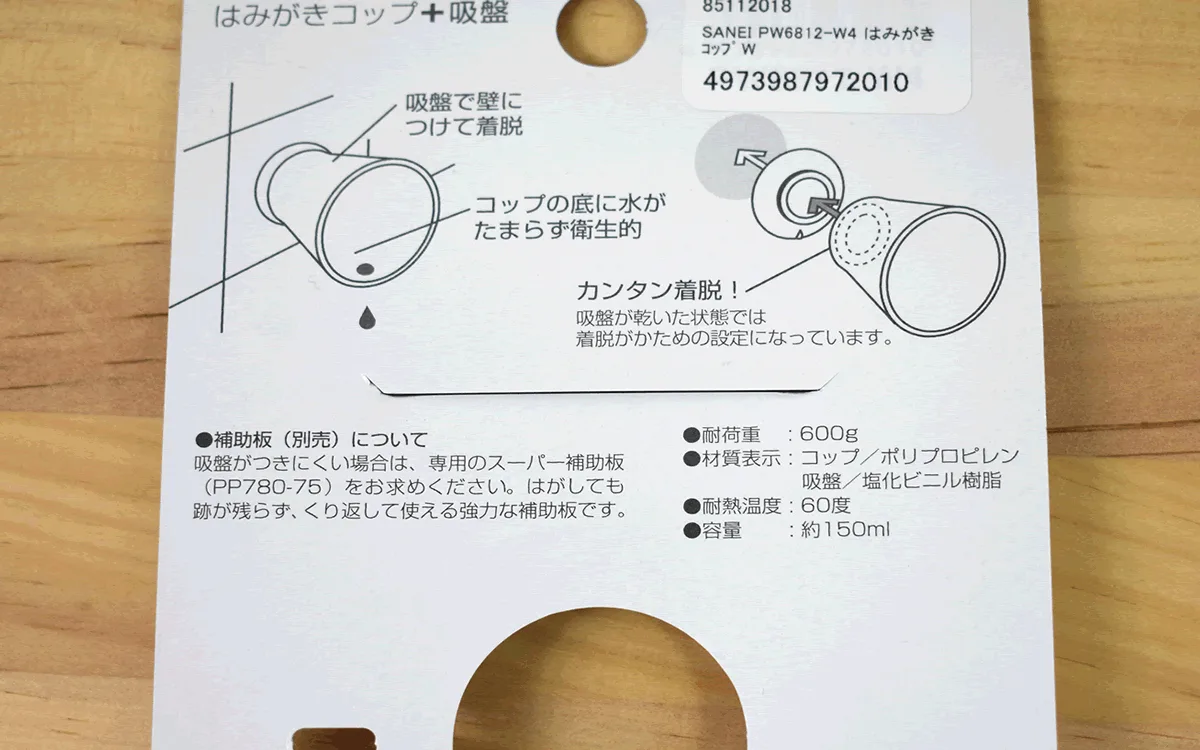 はみがきコップ+吸盤
85112018
SANEI PW6812-W4 はみがき
コップ W
4973987972010
吸盤で壁に
つけて着脱
コップの底に水が
たまらず衛生的
カンタン着脱!
吸盤が乾いた状態では
着脱がかための設定になっています。
●補助板(別売)について
吸盤がつきにくい場合は、専用のスーパー補助板
(PP780-75)をお求めください。はがしても
跡が残らず、くり返して使える強力な補助板です。
●耐荷重 :600g
●材質表示:コップ/ポリプロピレン
吸盤/塩化ビニル樹脂
●耐熱温度:60度
●容量 :約150ml